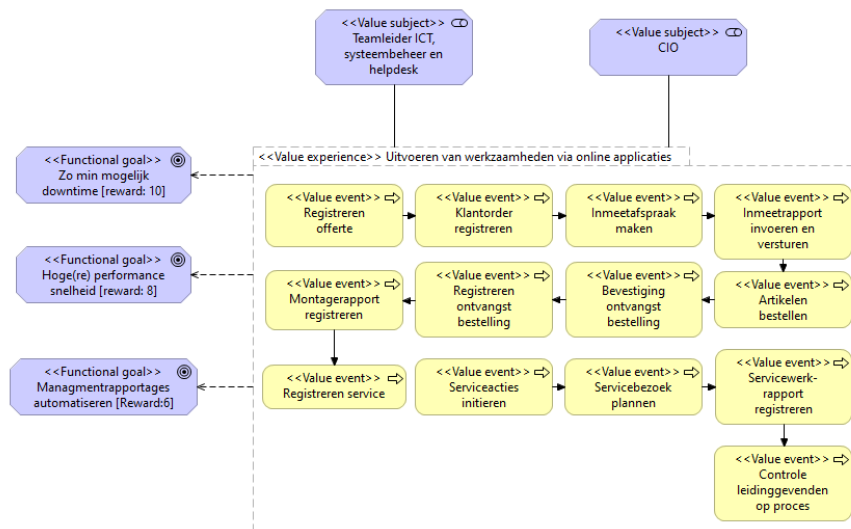 <<Value subject>>
Teamleider ICT,
systeembeheer en
helpdesk
<<Value subject>>
CIO
<<Value experience>> Uitvoeren van werkzaamheden via online applicaties
<<Functional goal>>
Zo min mogelijk
downtime [reward: 10]
<<Functional goal>>
Hoge(re) performance
snelheid [reward: 8]
<<Functional goal>>
Managmentrapportages
automatiseren [Reward:6]
<<Value event>>
Registreren
offerte
<<Value event>>
Klantorder
registreren
<<Value event>>
Inmeetafspraak
maken
<<Value event>>
Inmeetrapport
invoeren en
versturen
<<Value event>>
Artikelen
bestellen
<<Value event>>
Bevestiging
ontvangst
bestelling
<<Value event>>
Registreren
ontvangst
bestelling
<<Value event>>
Montagerapport
registreren
<<Value event>>
Registreren service
<<Value event>>
Serviceacties
initieren
<<Value event>>
Servicebezoek
plannen
<<Value event>>
Servicewerk-
rapport
registreren
<<Value event>>
Controle
leidinggevenden
op proces